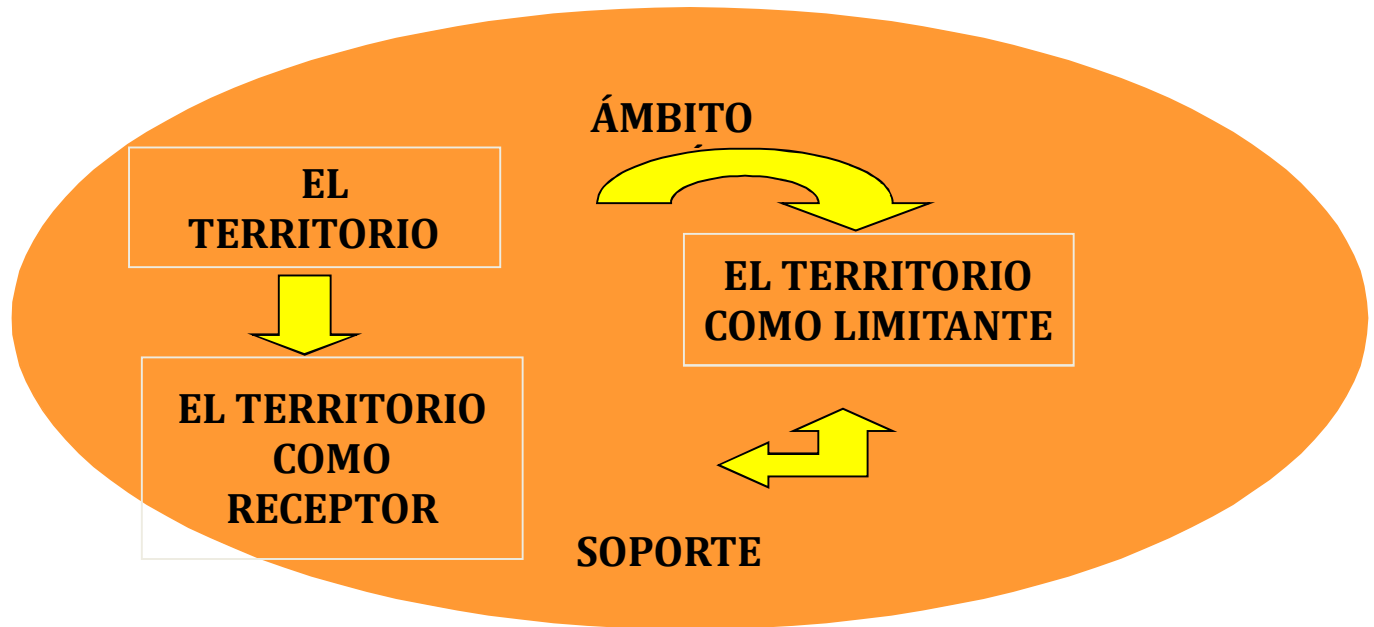 ÁMBITO
EL
TERRITORIO
EL TERRITORIO
COMO LIMITANTE
EL TERRITORIO
COMO
RECEPTOR
SOPORTE